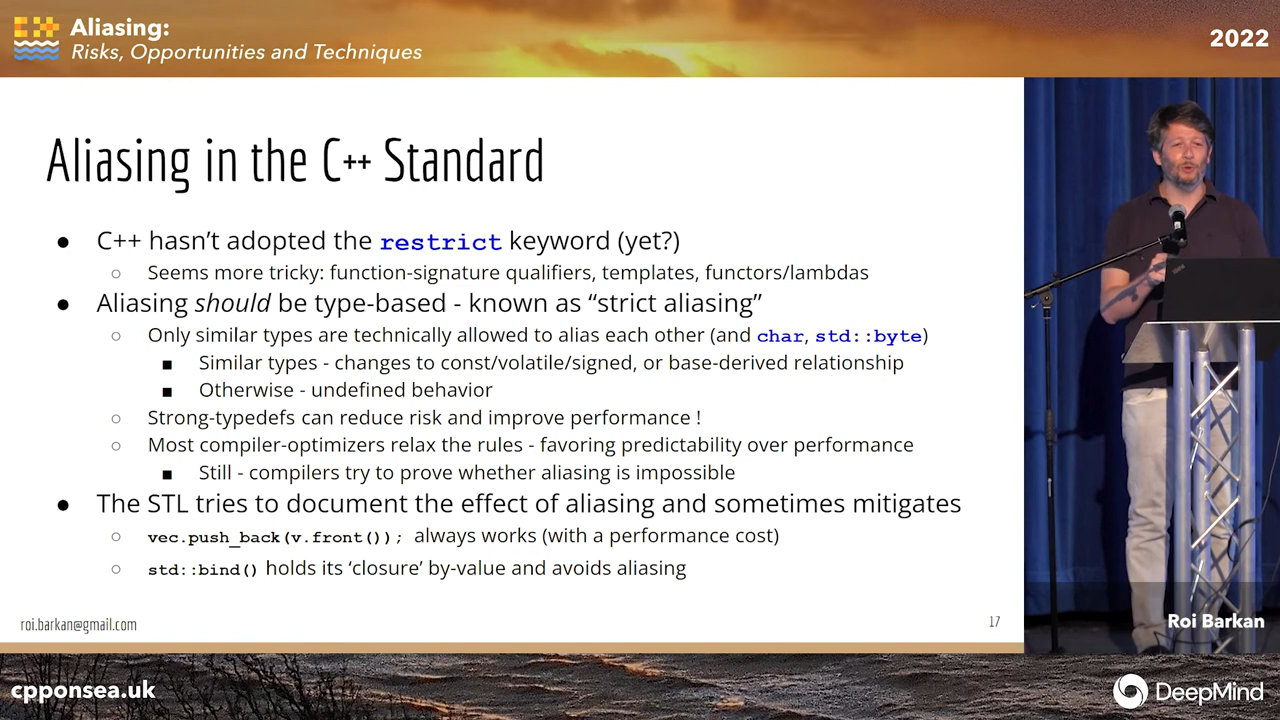 Aliasing:
Risks, Opportunities and Techniques
2022
Aliasing in the C++ Standard
● C++ hasn't adopted the restrict keyword (yet?)
○ Seems more tricky: function-signature qualifiers, templates, functors/lambdas
● Aliasing should be type-based - known as “strict aliasing”
○ Only similar types are technically allowed to alias each other (and char, std::byte)
■ Similar types - changes to const/volatile/signed, or base-derived relationship
■ Otherwise - undefined behavior
○ Strong-typedefs can reduce risk and improve performance !
○ Most compiler-optimizers relax the rules - favoring predictability over performance
■ Still - compilers try to prove whether aliasing is impossible
● The STL tries to document the effect of aliasing and sometimes mitigates
○ vec.push_back(v.front()); always works (with a performance cost)
○ std::bind() holds its ‘closure’ by-value and avoids aliasing
roi.barkan@gmail.com
17
Roi Barkan
cpponsea.uk
DeepMind